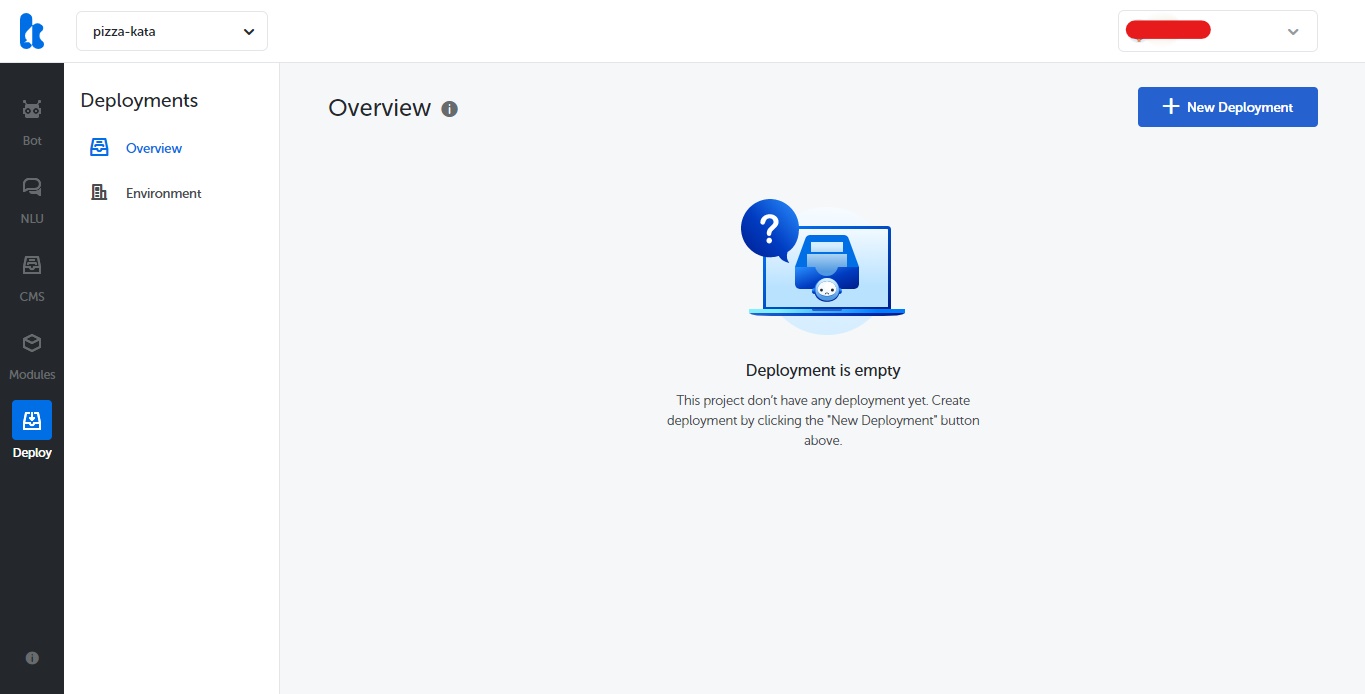 pizza-kata
Bot
NLU
CMS
Modules
Deploy
Deployments
Overview
Environment
Overview
New Deployment
?
Deployment is empty
This project don't have any deployment yet. Create
deployment by clicking the "New Deployment" button
above.